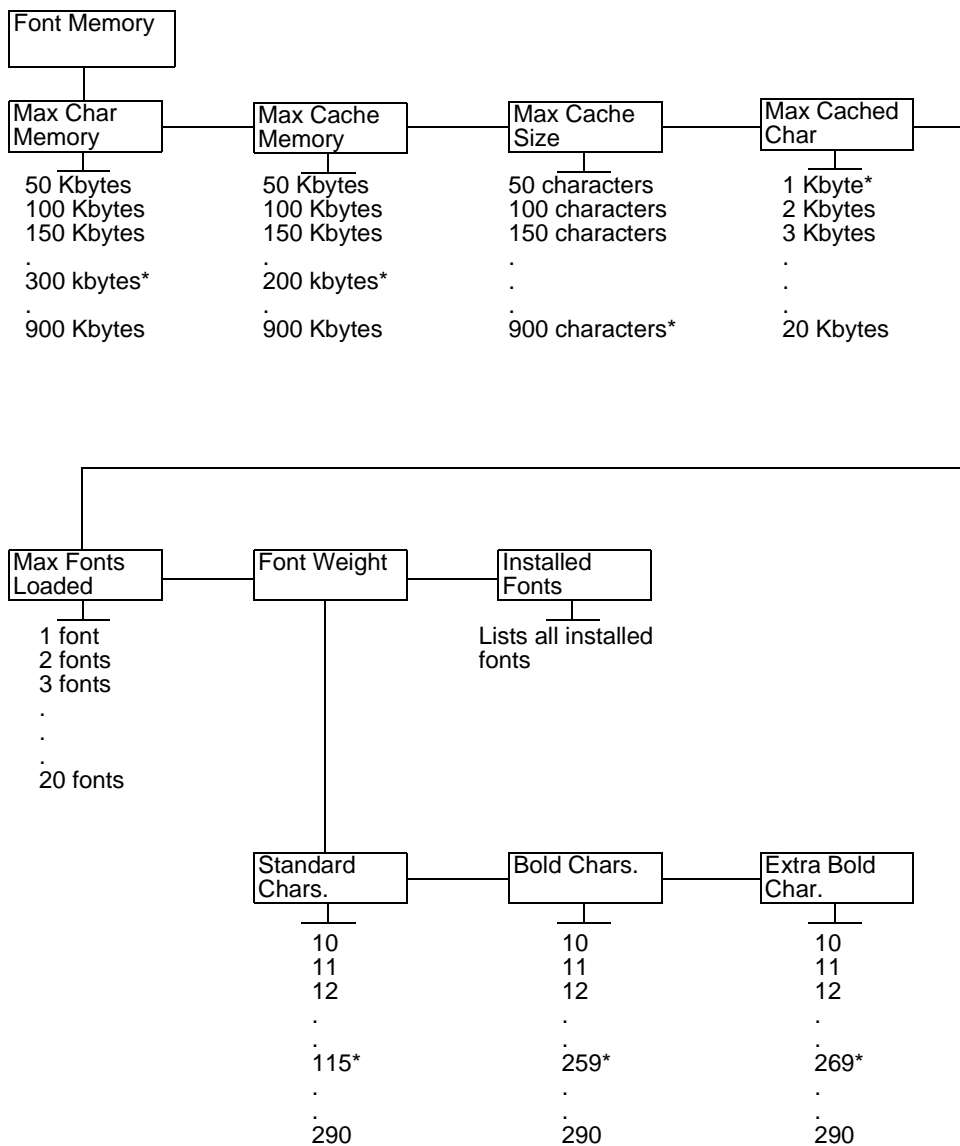 Font Memory
Max Char
Memory
50 Kbytes
100 Kbytes
150 Kbytes
.
300 kbytes*
.
900 Kbytes
Max Cache
Memory
50 Kbytes
100 Kbytes
150 Kbytes
.
200 kbytes*
.
900 Kbytes
Max Cache
Size
50 characters
100 characters
150 characters
.
.
.
900 characters*
Max Cached
Char
1 Kbyte*
2 Kbytes
3 Kbytes
.
.
.
20 Kbytes
Max Fonts
Loaded
1 font
2 fonts
3 fonts
.
.
.
20 fonts
Font Weight
Installed
Fonts
Lists all installed
fonts
Standard
Chars.
10
11
12
.
.
115*
.
.
290
Bold Chars.
10
11
12
.
.
259*
.
.
290
Extra Bold
Char.
10
11
12
.
.
269*
.
.
290